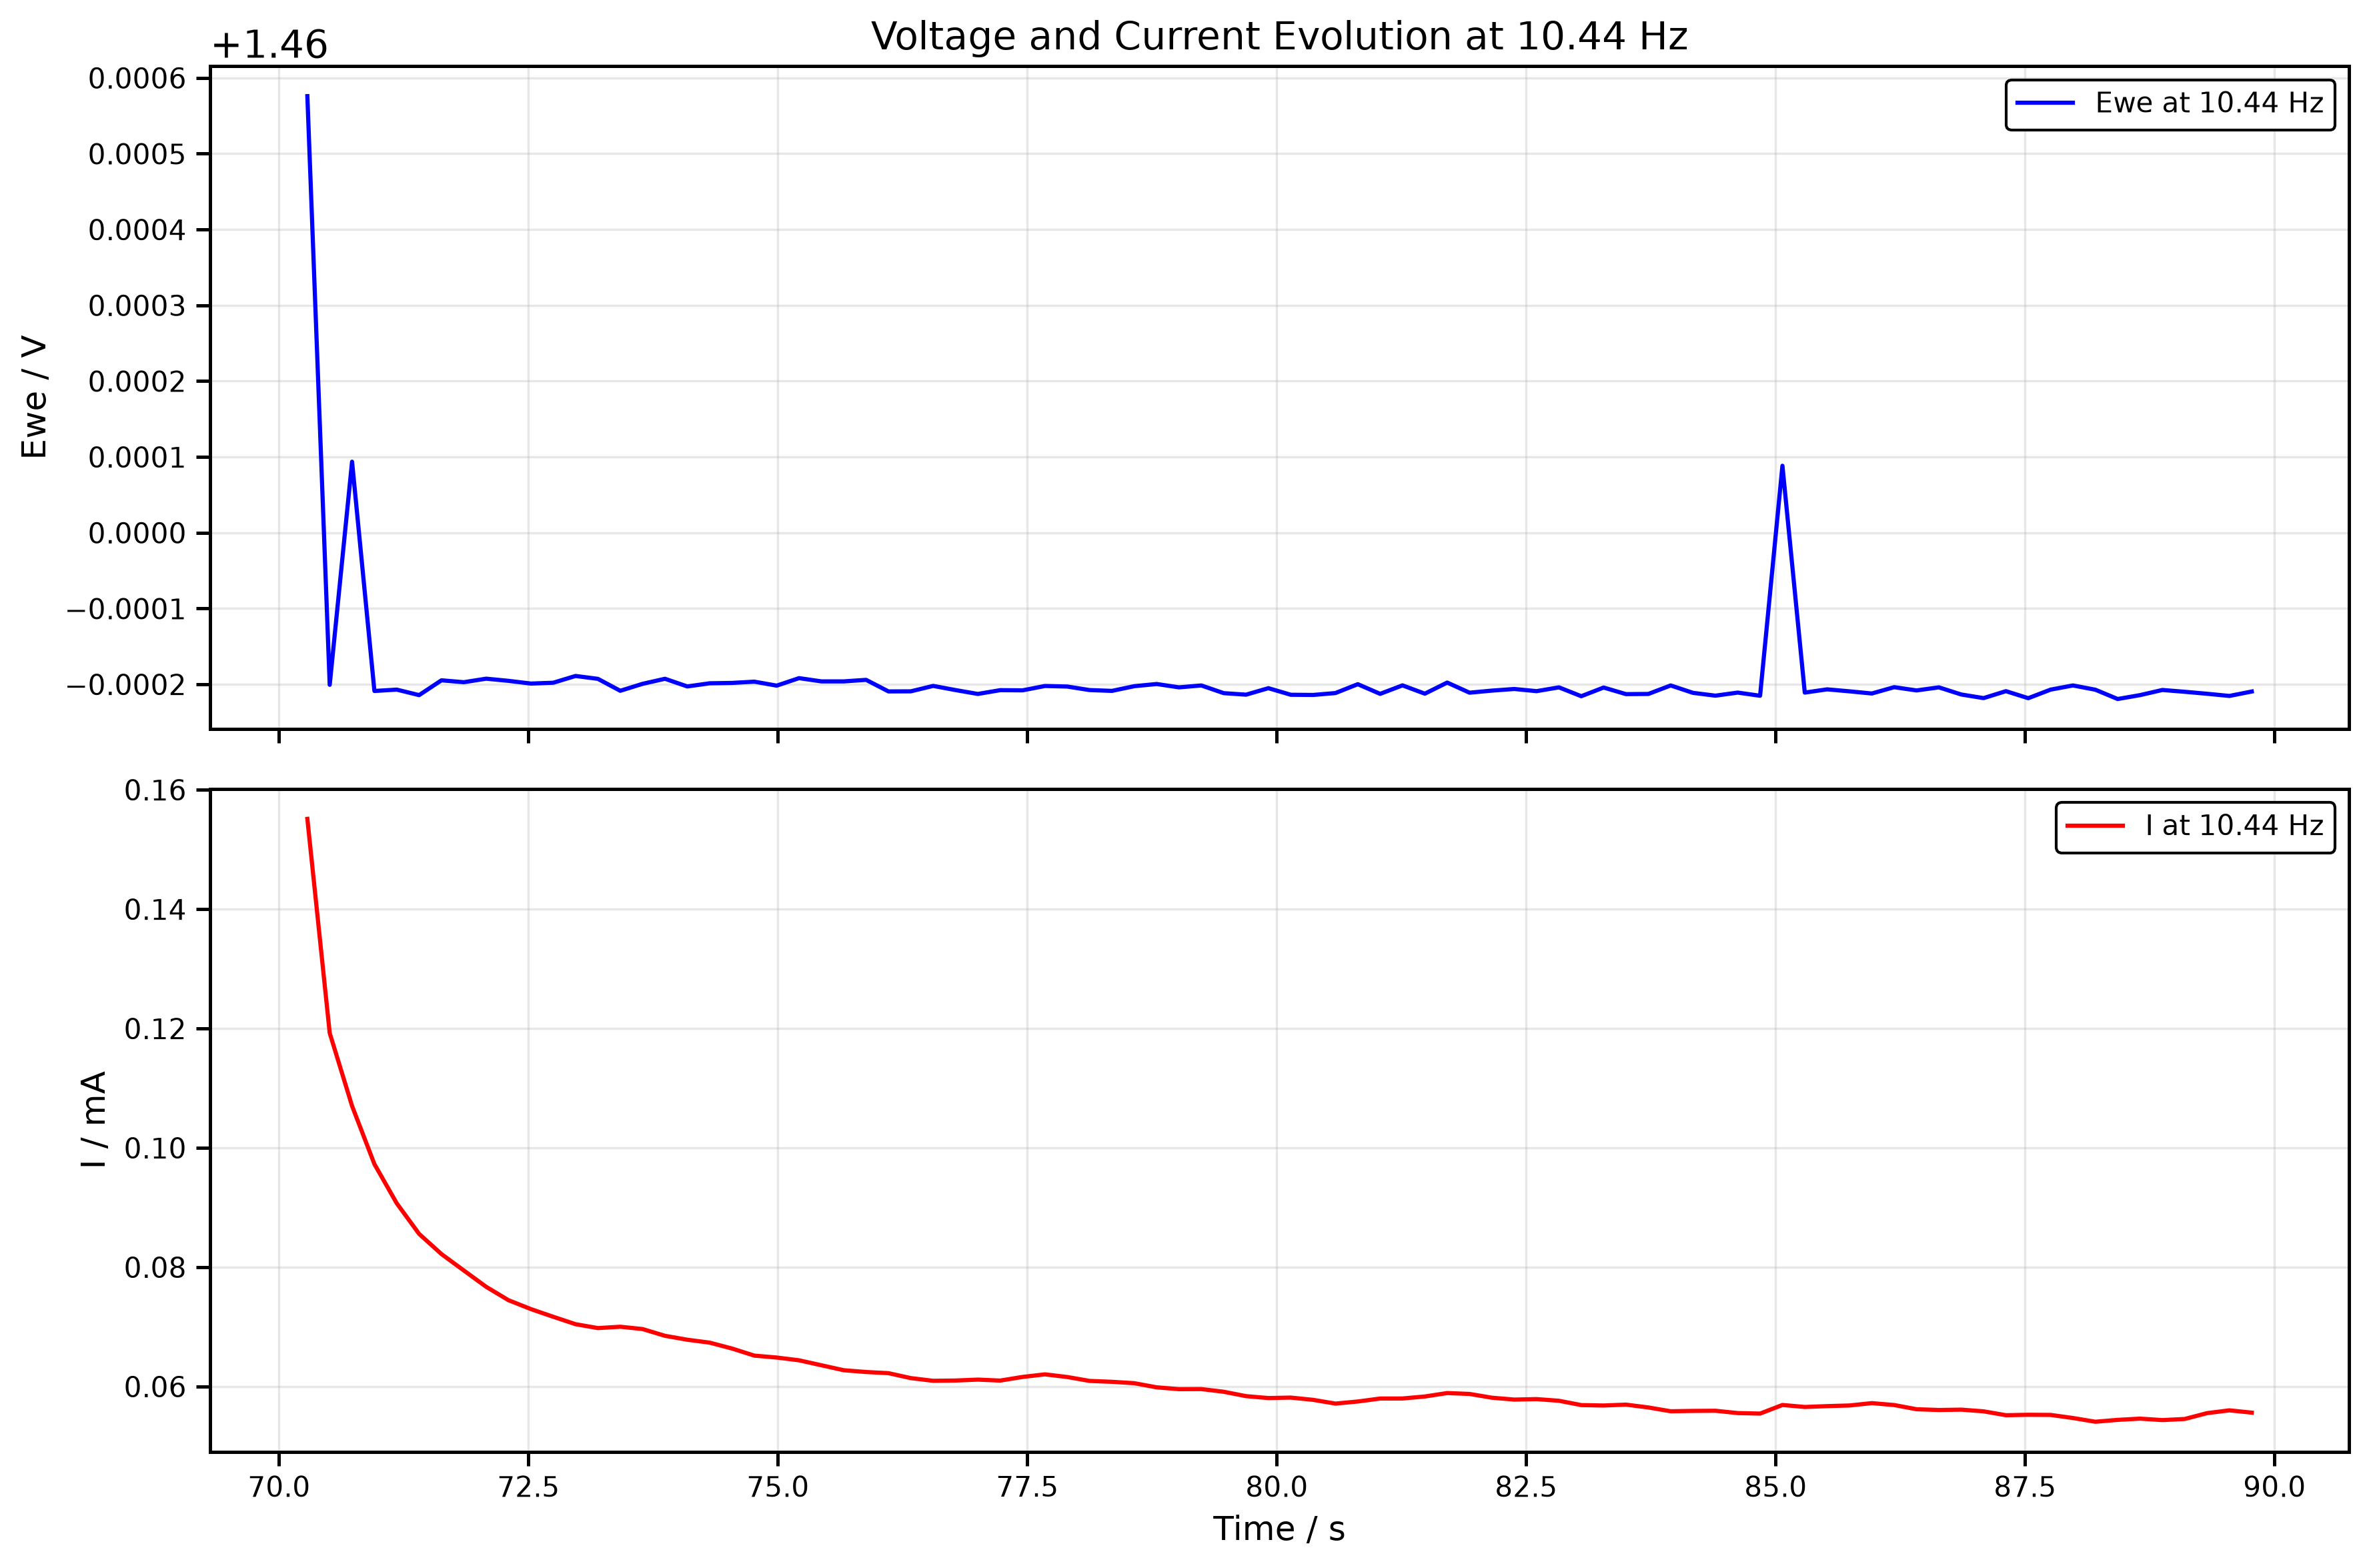 Voltage and Current Evolution at 10.44 Hz
+1.46
Ewe / V
0.0006
0.0005
0.0004
0.0003
0.0002
0.0001
0.0000
−0.0001
−0.0002
Ewe at 10.44 Hz
I / mA
0.16
0.14
0.12
0.10
0.08
0.06
I at 10.44 Hz
70.0 72.5 75.0 77.5 80.0 82.5 85.0 87.5 90.0
Time / s